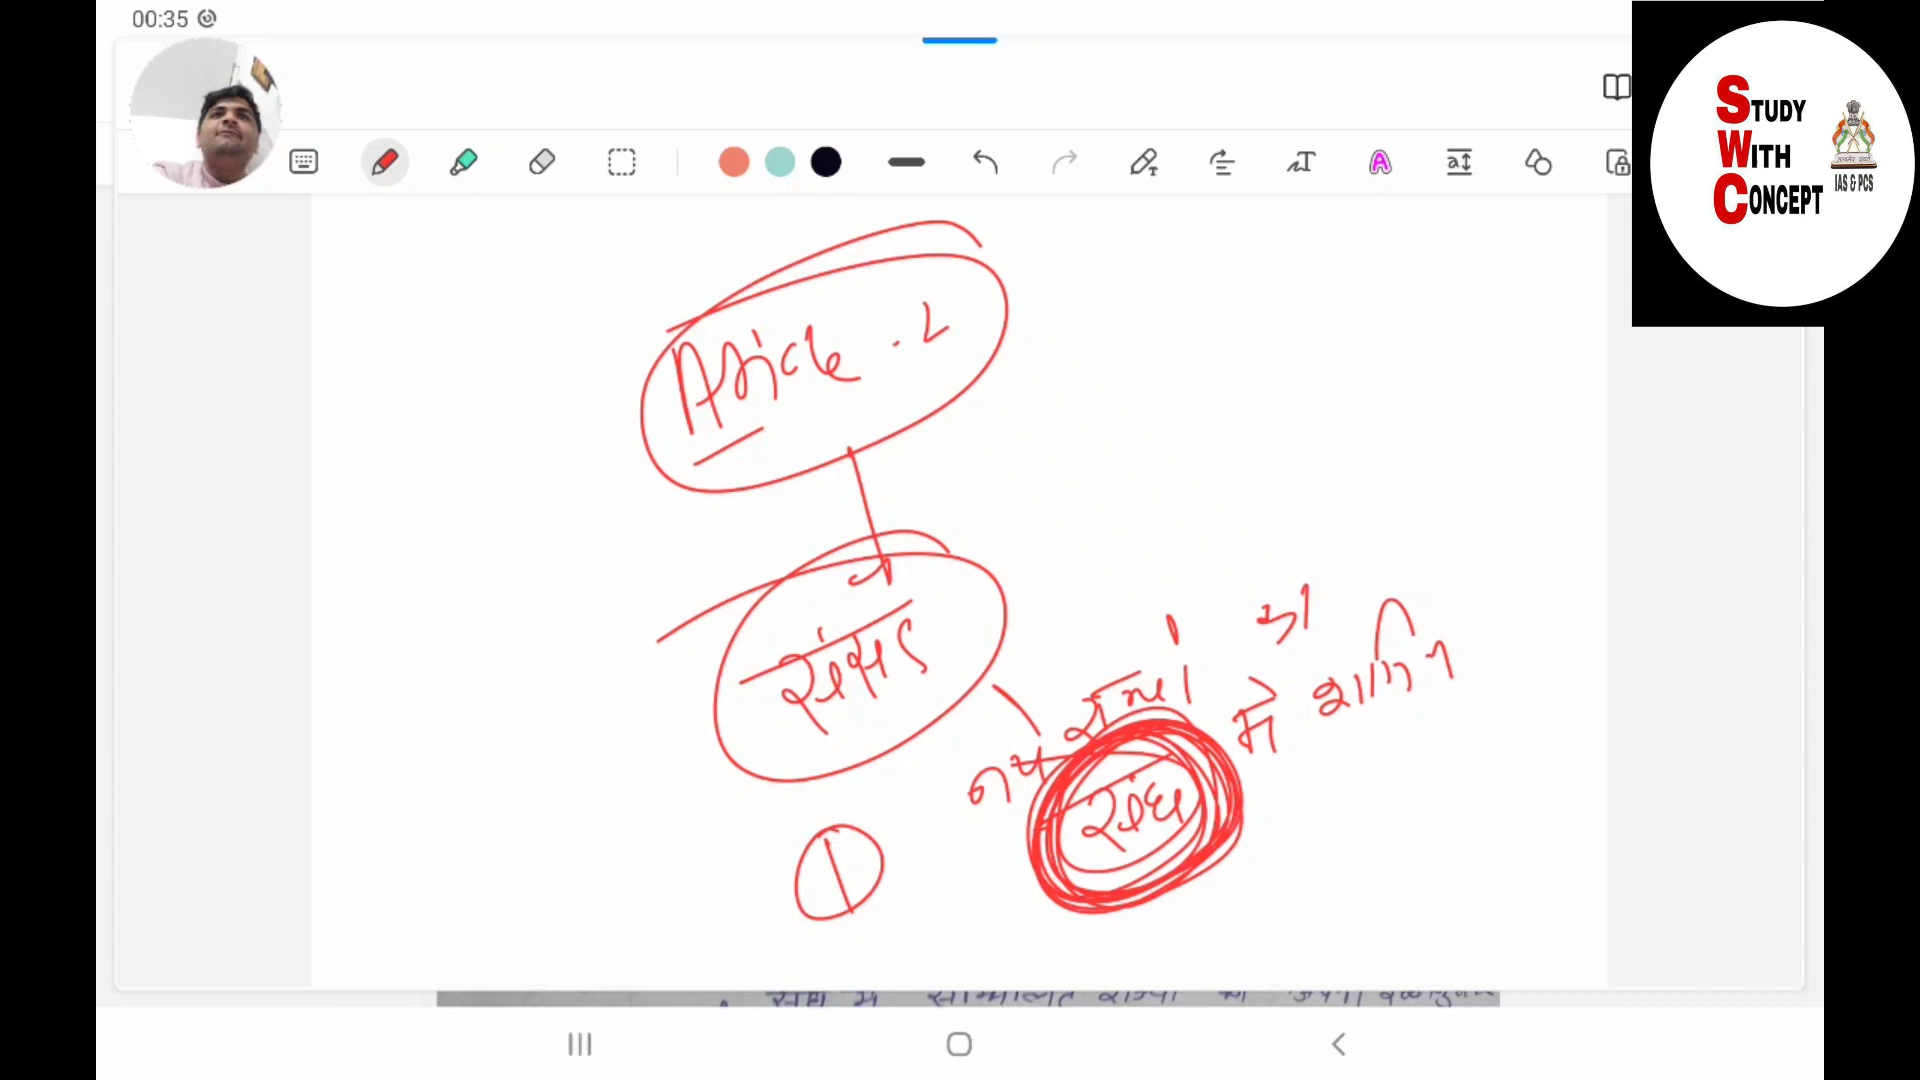 00:35
STUDY
WITH
CONCEPT
IAS & PCS
Article . 2
संसद
नये राज्यों को
संघ में शामिल
1